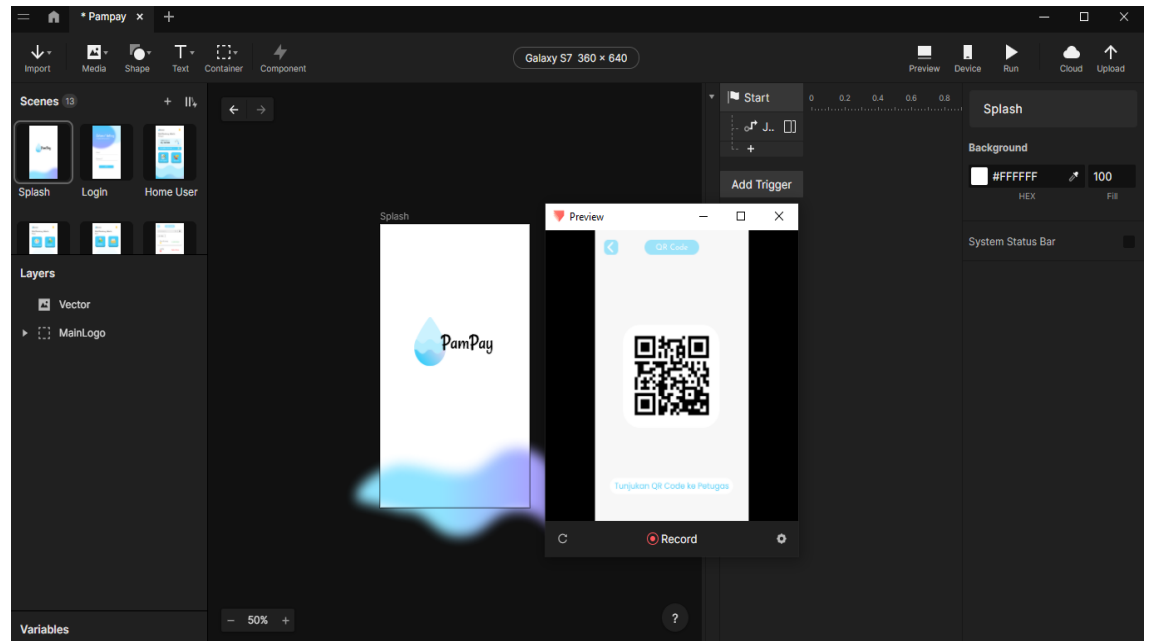 * Pampay
Import
Media
Shape
Text
Container
Component
Galaxy S7 360 × 640
Preview
Device
Run
Cloud
Upload
Scenes 13
Splash
Login
Home User
Layers
Vector
MainLogo
Variables
Splash
PamPay
50%
?
Start
J..
Add Trigger
0 0.2 0.4 0.6 0.8
Preview
QR Code
Tunjukan QR Code ke Petugas
Record
Splash
Background
#FFFFFF
100
HEX
Fill
System Status Bar